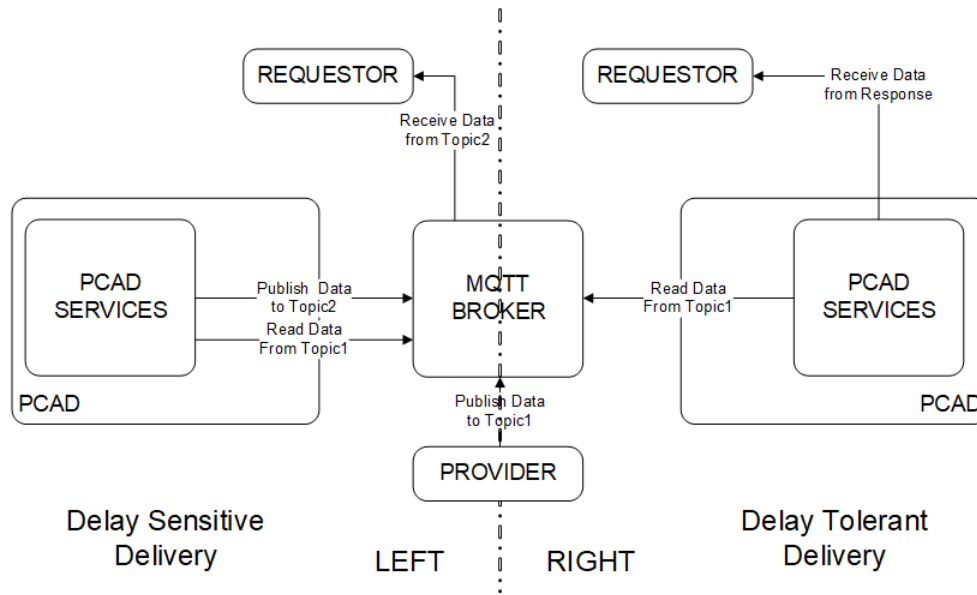 REQUESTOR
REQUESTOR
Receive Data
from Response
Receive Data
from Topic2
PCAD
SERVICES
Publish Data
to Topic2
Read Data
From Topic1
PCAD
MQTT
BROKER
Read Data
From Topic1
PCAD
SERVICES
PCAD
Publish Data
to Topic1
PROVIDER
Delay Sensitive
Delivery
LEFT
RIGHT
Delay Tolerant
Delivery